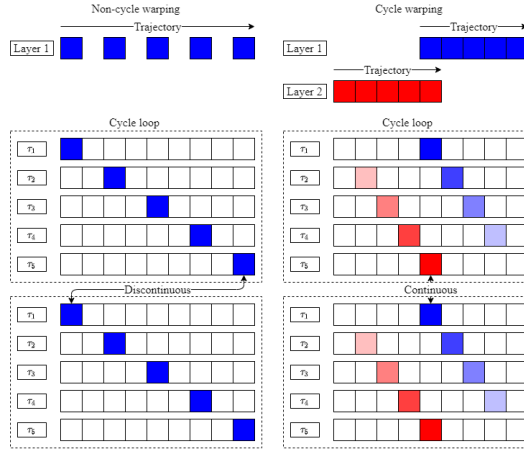 Non-cycle warping
Trajectory
Layer 1
Cycle loop
τ1
τ2
τ3
τ4
τ5
Discontinuous
τ1
τ2
τ3
τ4
τ5
Cycle warping
Trajectory
Layer 1
Trajectory
Layer 2
Cycle loop
τ1
τ2
τ3
τ4
τ5
Continuous
τ1
τ2
τ3
τ4
τ5